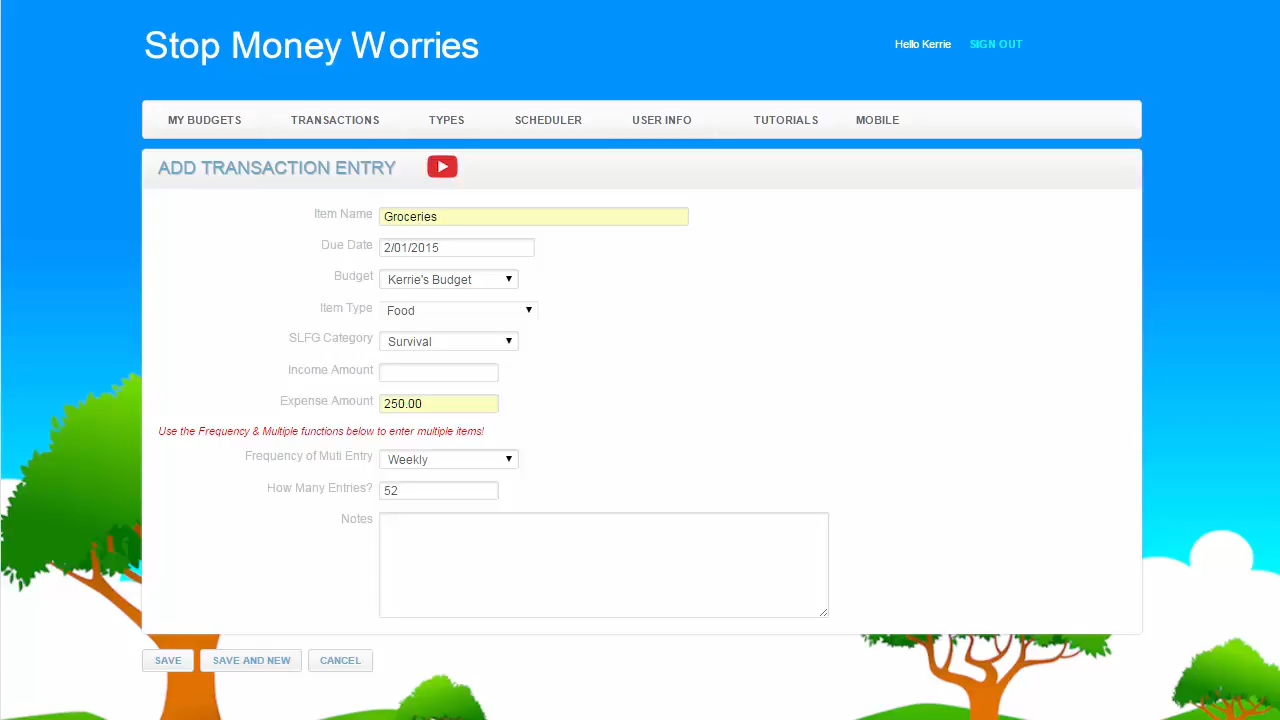 Stop Money Worries
Hello Kerrie SIGN OUT
MY BUDGETS TRANSACTIONS TYPES SCHEDULER USER INFO TUTORIALS MOBILE
ADD TRANSACTION ENTRY
Item Name Groceries
Due Date 2/01/2015
Budget Kerrie's Budget
Item Type Food
SLFG Category Survival
Income Amount
Expense Amount 250.00
Use the Frequency & Multiple functions below to enter multiple items!
Frequency of Muti Entry Weekly
How Many Entries? 52
Notes
SAVE SAVE AND NEW CANCEL